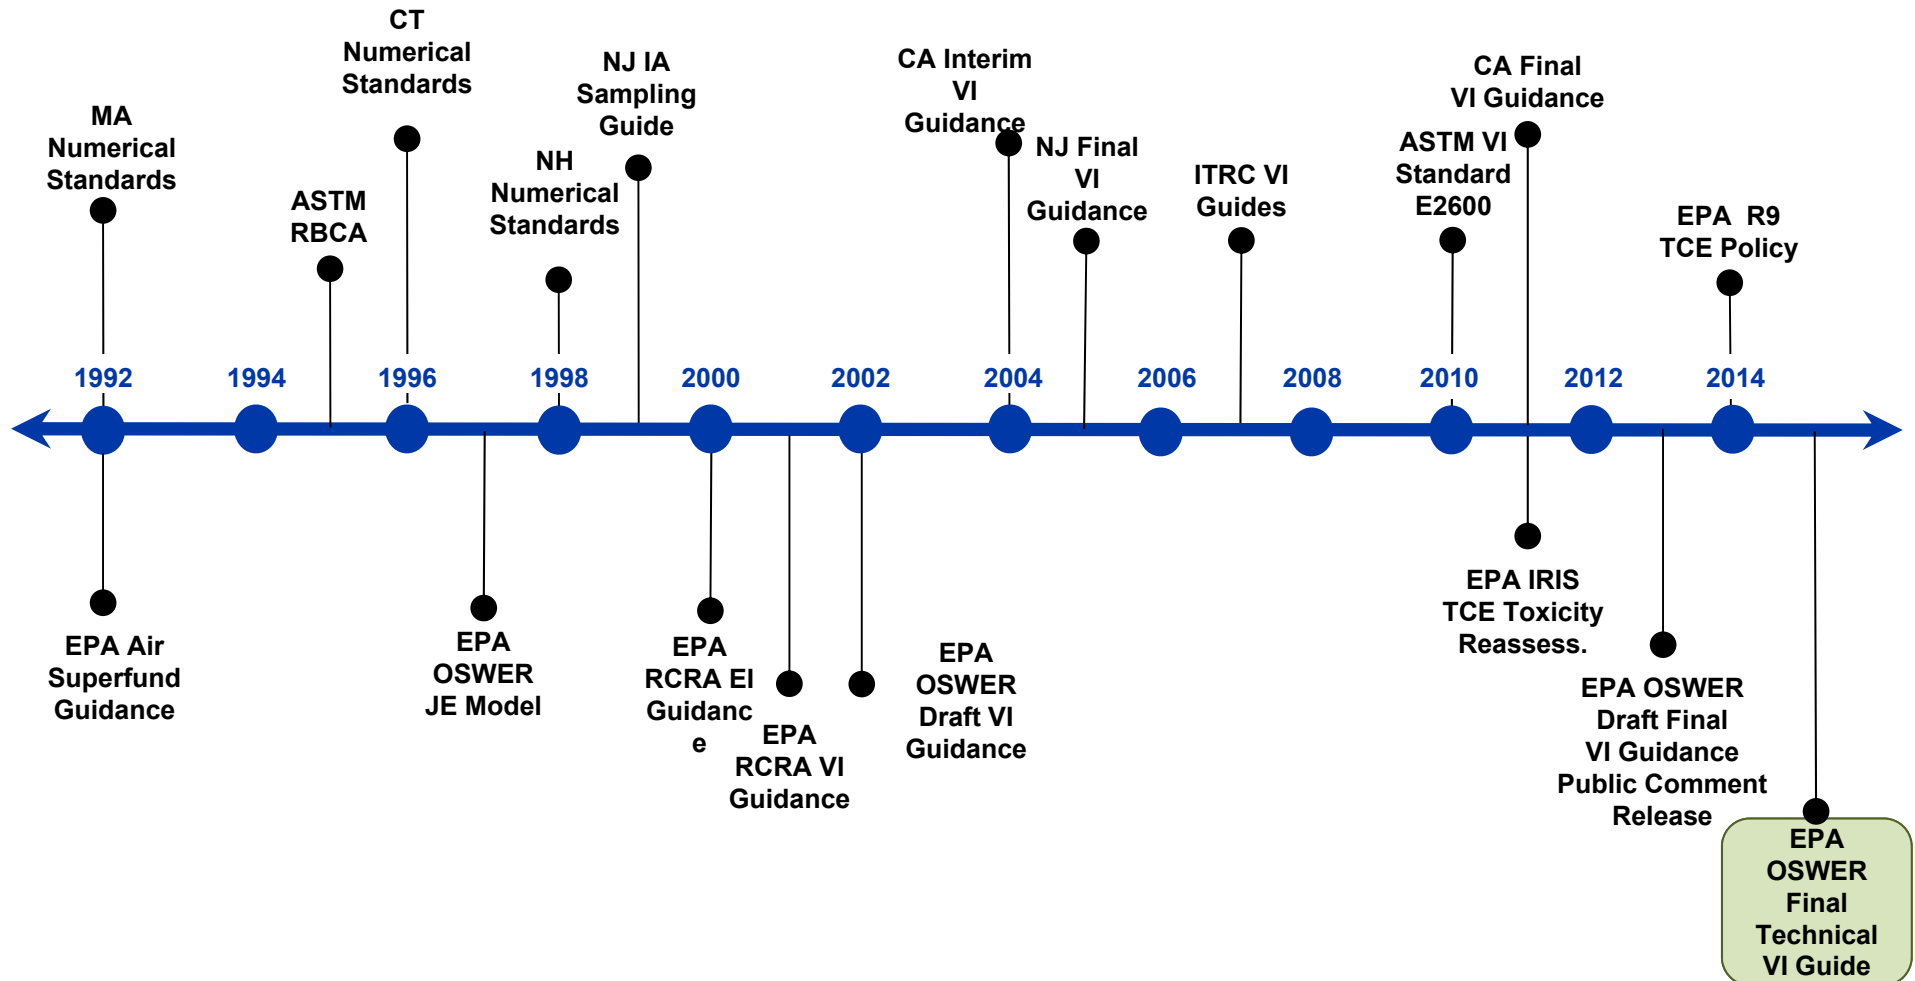 CT
Numerical
Standards
MA
Numerical
Standards
ASTM
RBCA
NJ IA
Sampling
Guide
NH
Numerical
Standards
CA Interim
VI
Guidance
NJ Final
VI
Guidance
ITRC VI
Guides
CA Final
VI Guidance
ASTM VI
Standard
E2600
EPA R9
TCE Policy
1992 1994 1996 1998 2000 2002 2004 2006 2008 2010 2012 2014
EPA Air
Superfund
Guidance
EPA
OSWER
JE Model
EPA
RCRA EI
Guidanc
e
EPA
RCRA VI
Guidance
EPA
OSWER
Draft VI
Guidance
EPA IRIS
TCE Toxicity
Reassess.
EPA OSWER
Draft Final
VI Guidance
Public Comment
Release
EPA
OSWER
Final
Technical
VI Guide